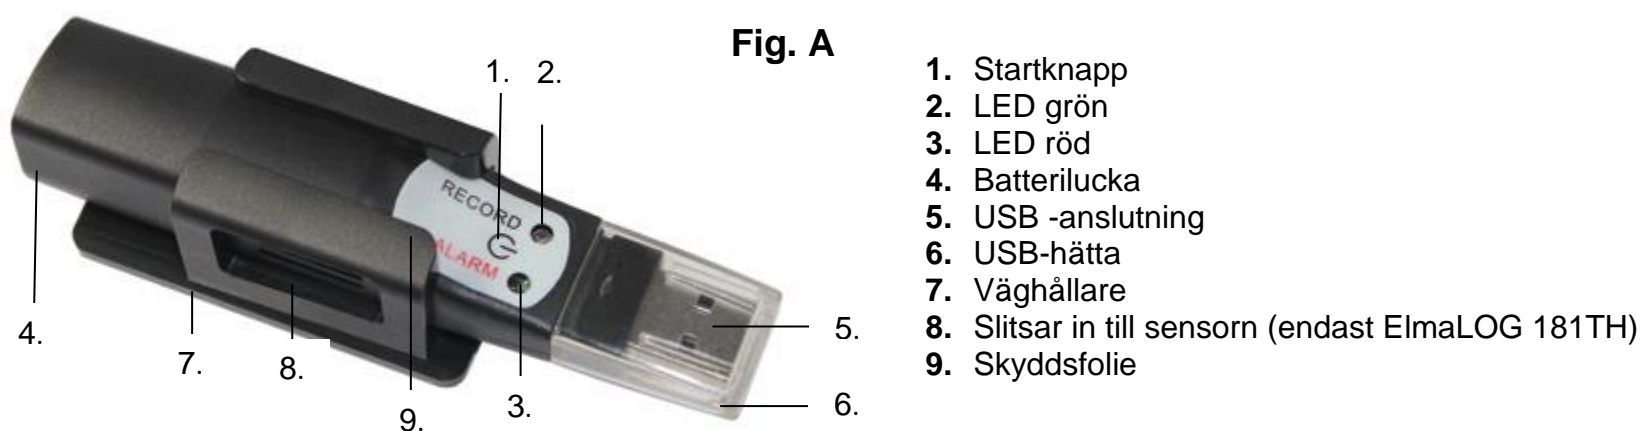 Fig. A
1. 2.
RECORD
ALARM
4.
7.
8.
9.
3.
5.
6.
1. Startknapp
2. LED grön
3. LED röd
4. Batterilucka
5. USB -anslutning
6. USB-hätta
7. Väghållare
8. Slitsar in till sensorn (endast ElmaLOG 181TH)
9. Skyddsfolie